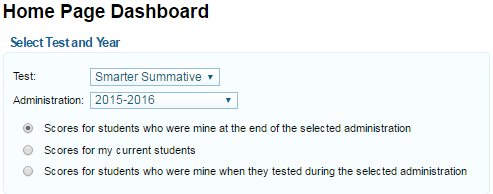 Home Page Dashboard
Select Test and Year
Test: Smarter Summative
Administration: 2015-2016
Scores for students who were mine at the end of the selected administration
Scores for my current students
Scores for students who were mine when they tested during the selected administration